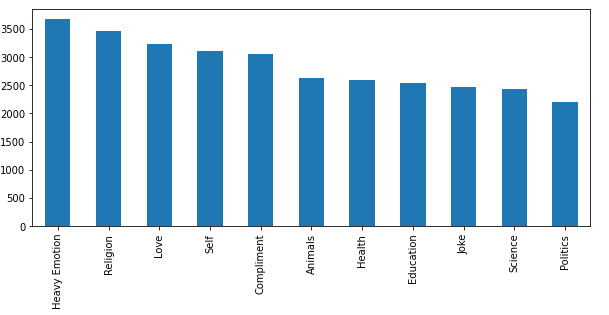 3500
3000
2500
2000
1500
1000
500
0
Heavy Emotion
Religion
Love
Self
Compliment
Animals
Health
Education
Joke
Science
Politics